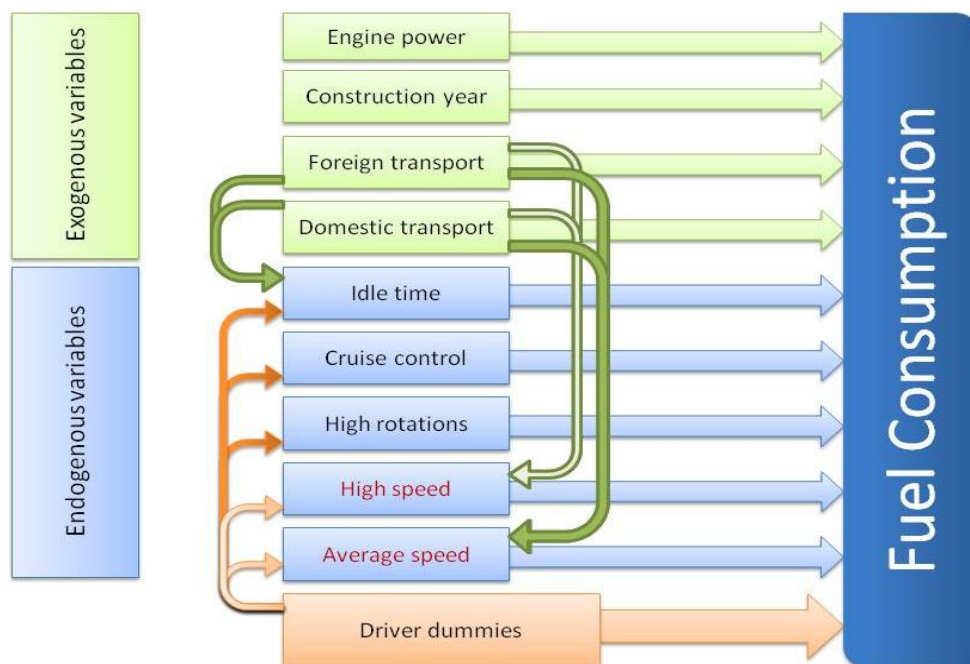 Exogenous variables
Endogenous variables
Engine power
Construction year
Foreign transport
Domestic transport
Idle time
Cruise control
High rotations
High speed
Average speed
Driver dummies
Fuel Consumption